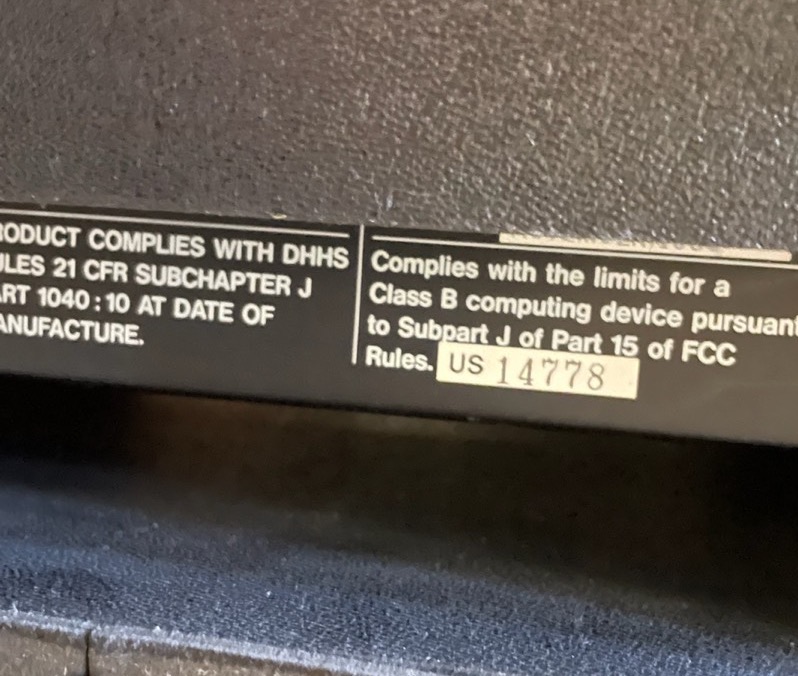 RODUCT COMPLIES WITH DHHS
ULES 21 CFR SUBCHAPTER J
ART 1040:10 AT DATE OF
ANUFACTURE.
Complies with the limits for a
Class B computing device pursuant
to Subpart J of Part 15 of FCC
Rules. US 14778